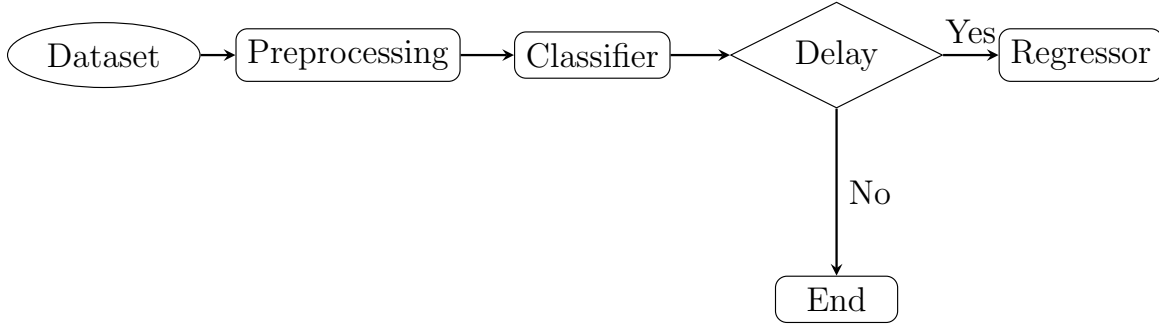 Dataset
Preprocessing
Classifier
Delay
Yes
Regressor
No
End